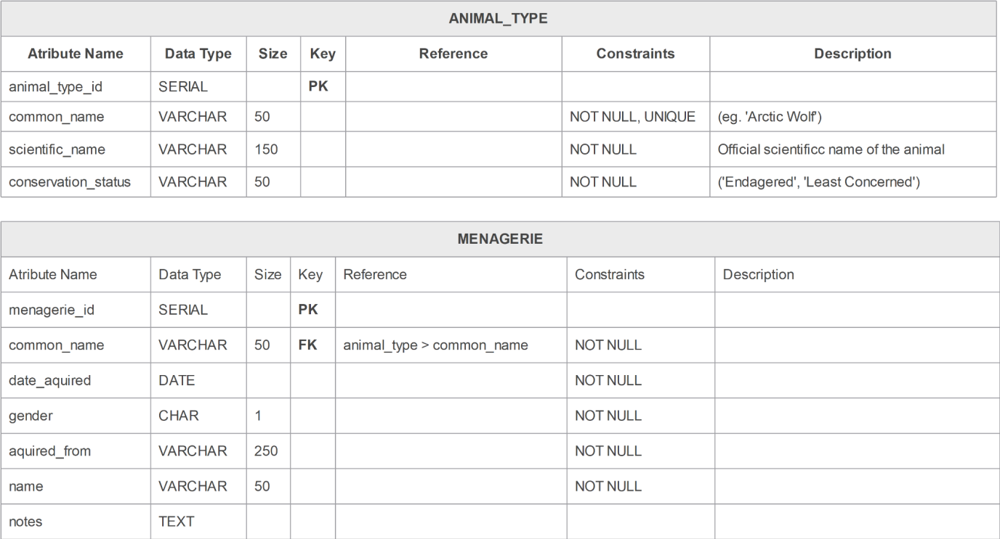 ANIMAL_TYPE
Atribute Name Data Type Size Key Reference Constraints Description
animal_type_id SERIAL PK
common_name VARCHAR 50 NOT NULL, UNIQUE (eg. 'Arctic Wolf')
scientific_name VARCHAR 150 NOT NULL Official scientificc name of the animal
conservation_status VARCHAR 50 NOT NULL ('Endagered', 'Least Concerned')
MENAGERIE
Atribute Name Data Type Size Key Reference Constraints Description
menagerie_id SERIAL PK
common_name VARCHAR 50 FK animal_type > common_name NOT NULL
date_aquired DATE NOT NULL
gender CHAR 1 NOT NULL
aquired_from VARCHAR 250 NOT NULL
name VARCHAR 50 NOT NULL
notes TEXT